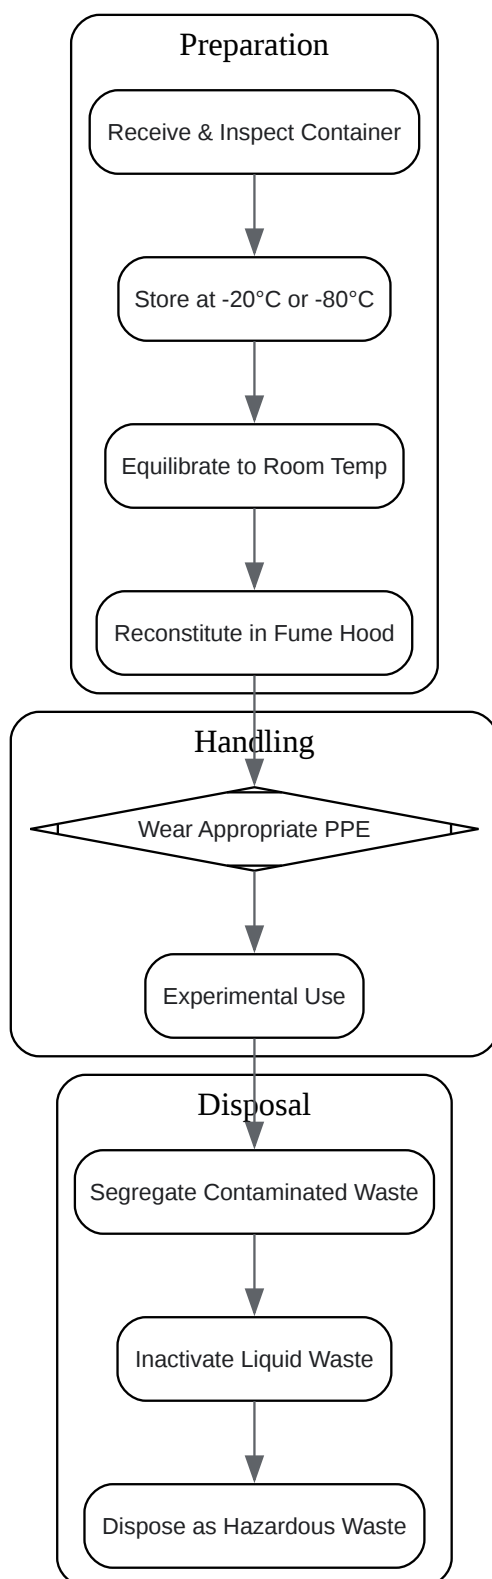 Preparation
Receive & Inspect Container
Store at -20°C or -80°C
Equilibrate to Room Temp
Reconstitute in Fume Hood
Handling
Wear Appropriate PPE
Experimental Use
Disposal
Segregate Contaminated Waste
Inactivate Liquid Waste
Dispose as Hazardous Waste